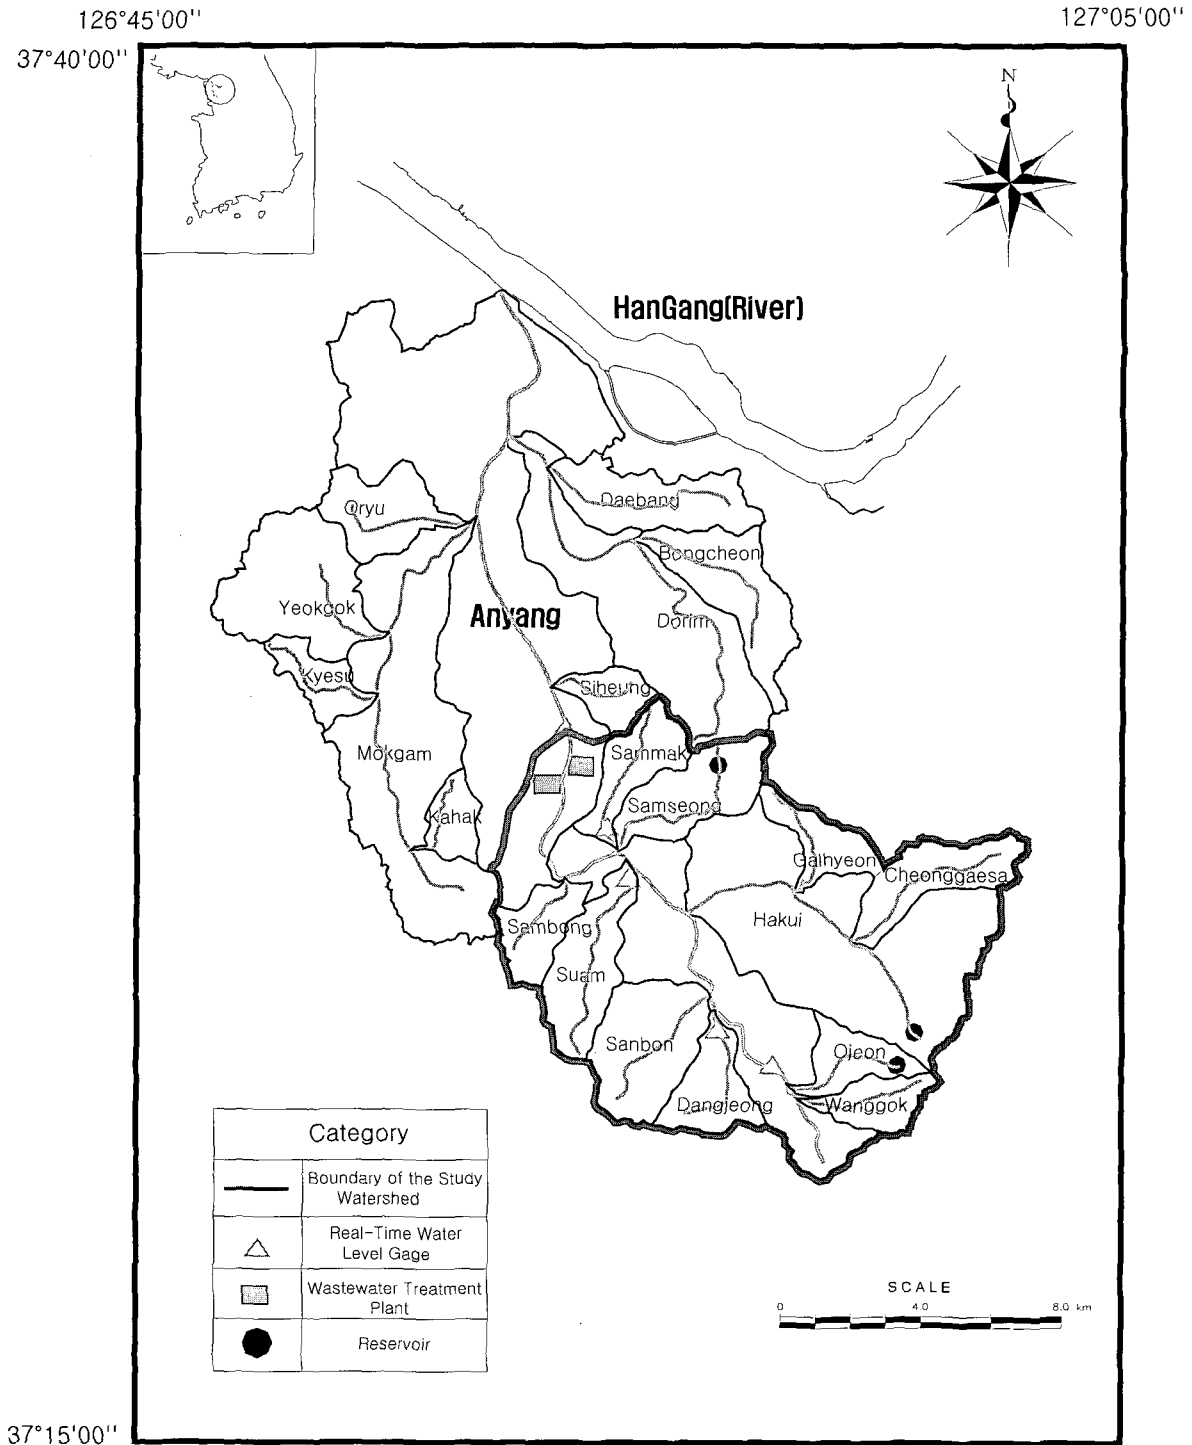 126°45'00"
127°05'00"
37°40'00"
N
HanGang(River)
Oryu
Daebang
Bongcheon
Yeokgok
Anyang
Dorim
Kyesu
Siheung
Mokgam
Sammak
Samseong
Kahak
Galhyeon
Cheonggaesa
Hakui
Sambong
Suam
Sanbon
Ojeon
Dangjeong
Wanggok
Category
Boundary of the Study
Watershed
Real-Time Water
Level Gage
Wastewater Treatment
Plant
Reservoir
SCALE
0 4.0 8.0 km
37°15'00"